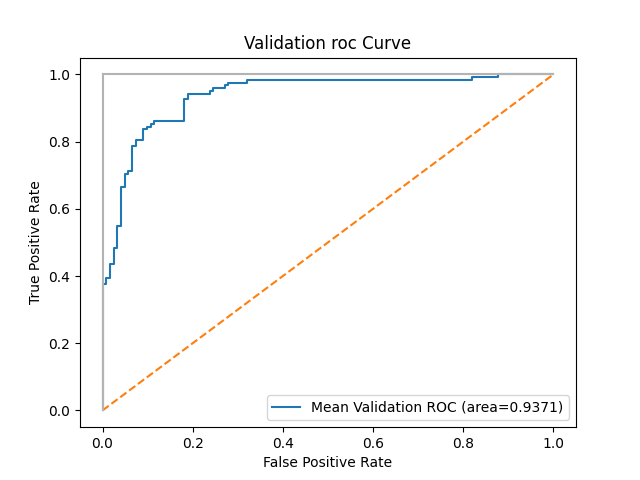 Validation roc Curve
True Positive Rate
1.0
0.8
0.6
0.4
0.2
0.0
Mean Validation ROC (area=0.9371)
0.0 0.2 0.4 0.6 0.8 1.0
False Positive Rate